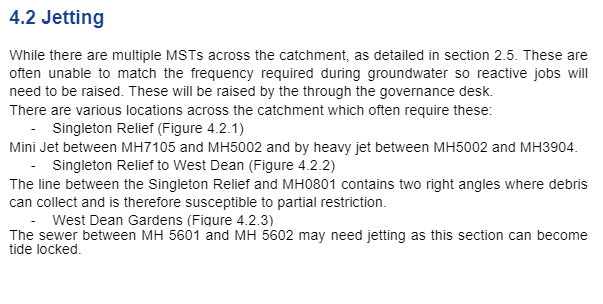 4.2 Jetting
While there are multiple MSTs across the catchment, as detailed in section 2.5. These are
often unable to match the frequency required during groundwater so reactive jobs will
need to be raised. These will be raised by the through the governance desk.
There are various locations across the catchment which often require these:
- Singleton Relief (Figure 4.2.1)
Mini Jet between MH7105 and MH5002 and by heavy jet between MH5002 and MH3904.
- Singleton Relief to West Dean (Figure 4.2.2)
The line between the Singleton Relief and MH0801 contains two right angles where debris
can collect and is therefore susceptible to partial restriction.
- West Dean Gardens (Figure 4.2.3)
The sewer between MH 5601 and MH 5602 may need jetting as this section can become
tide locked.